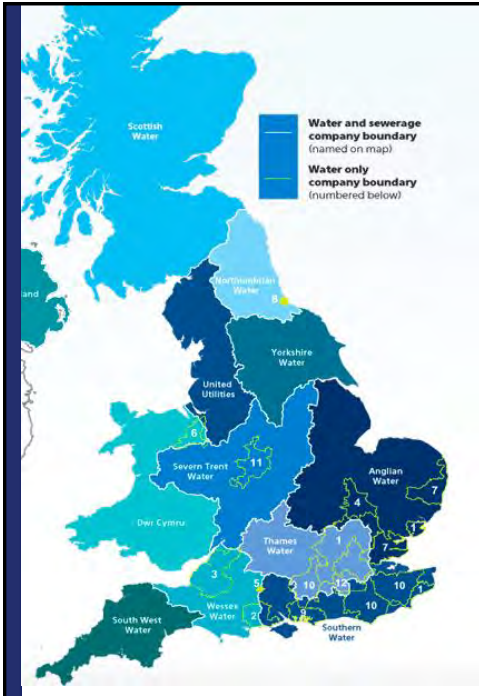 Scottish
Water
Water and sewerage
company boundary
(named on map)
Water only
company boundary
(numbered below)
Northumbrian
Water
8
land
Yorkshire
Water
United
Utilities
6
11
Severn Trent
Water
Anglian
Water
7
4
Dwr Cymru
1
Thames
Water
1
7
3
5
10
12
10
1
Wessex
Water
2
9
10
South West
Water
Southern
Water